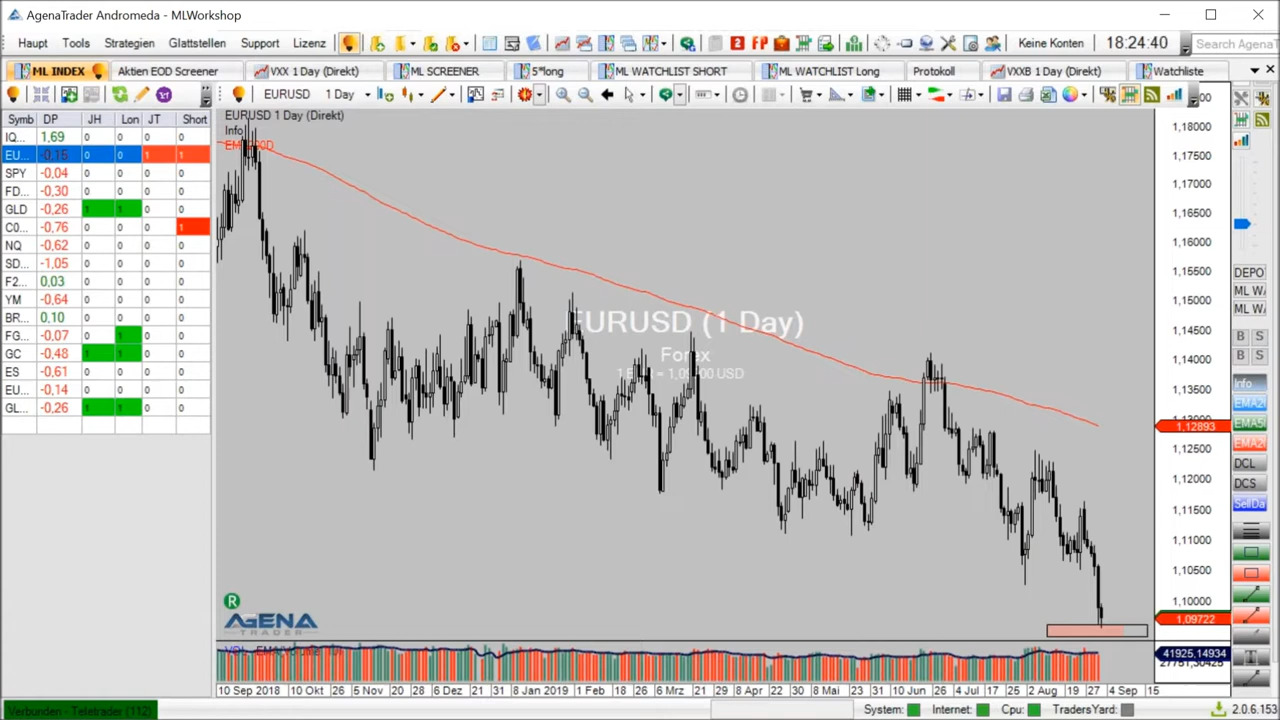 AgenaTrader Andromeda - MLWorkshop
Haupt Tools Strategien Glattstellen Support Lizenz Keine Konten 18:24:40 Search Agena
ML INDEX Aktien EOD Screener VXX 1 Day (Direkt) ML SCREENER 5*long ML WATCHLIST SHORT ML WATCHLIST Long Protokoll VXXB 1 Day (Direkt) Watchliste
EURUSD 1 Day
Symb DP JH Lon JT Short
IQ... 1,69 0 0 0 0
EU... -0,15 0 0 1 1
SPY -0,04 0 0 0 0
FD... -0,30 0 0 0 0
GLD -0,26 1 1 0 0
C0... -0,76 0 0 0 1
NQ -0,62 0 0 0 0
SD... -1,05 0 0 0 0
F2... 0,03 0 0 0 0
YM -0,64 0 0 0 0
BR... 0,10 0 0 0 0
FG... -0,07 0 1 0 0
GC -0,48 1 1 0 0
ES -0,61 0 0 0 0
EU... -0,14 0 0 0 0
GL... -0,26 1 1 0 0
EURUSD 1 Day (Direkt)
Info
EURUSD (1 Day)
Forex
USD
R
AGENA
TRADER
1,18000
1,17500
1,17000
1,16500
1,16000
1,15500
1,15000
1,14500
1,14000
1,13500
1,13000
1,12893
1,12500
1,12000
1,11500
1,11000
1,10500
1,10000
1,09722
41925,14934
27751,30425
DEPO
ML W
ML W
B S
B S
Info
EMA2
EMA5
EMA2
DCL
DCS
SellDa
10 Sep 2018 10 Okt 26 5 Nov 20 6 Dez 21 31 8 Jan 2019 1 Feb 18 26 6 Mrz 21 29 8 Apr 22 30 8 Mai 23 31 10 Jun 26 4 Jul 17 25 2 Aug 19 27 4 Sep 15
Verbunden - Teletrader (112)
System: Internet: Cpu: TradersYard: 2.0.6.153